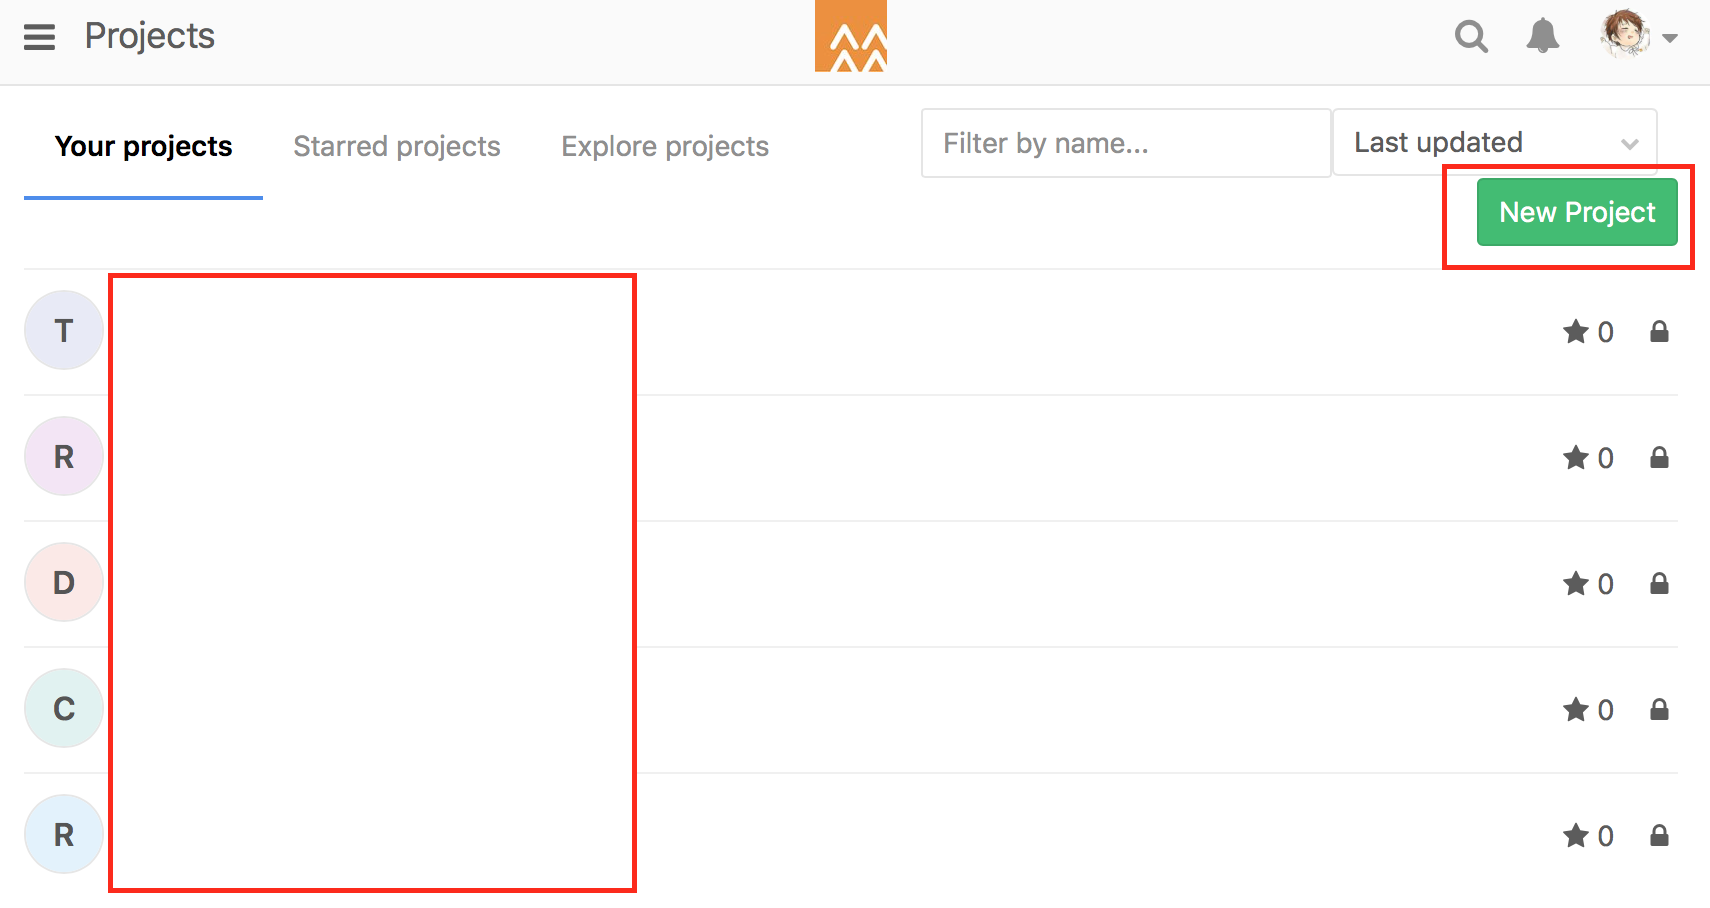 Projects
Your projects
Starred projects
Explore projects
Filter by name...
Last updated
New Project
T
0
R
0
D
0
C
0
R
0